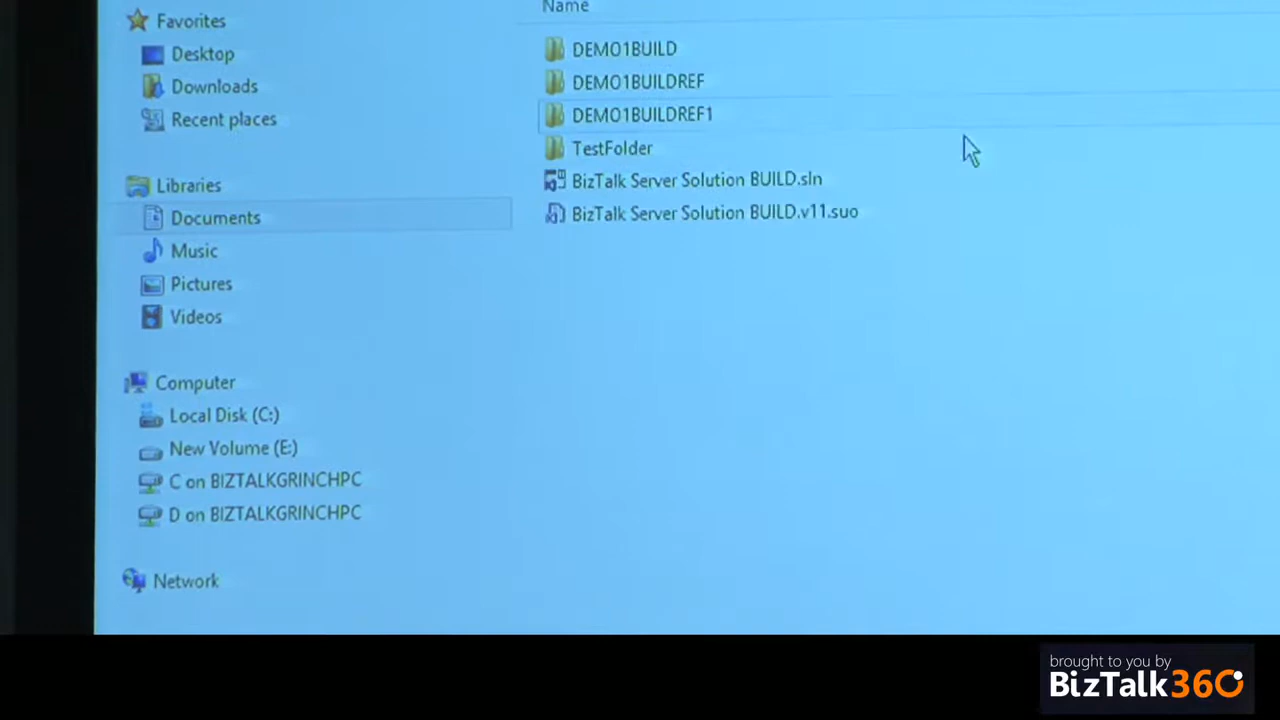 Favorites
Desktop
Downloads
Recent places
Libraries
Documents
Music
Pictures
Videos
Computer
Local Disk (C:)
New Volume (E:)
C on BIZTALKGRINCHPC
D on BIZTALKGRINCHPC
Network
Name
DEMO1BUILD
DEMO1BUILDREF
DEMO1BUILDREF1
TestFolder
BizTalk Server Solution BUILD.sln
BizTalk Server Solution BUILD.v11.suo
brought to you by
BizTalk360